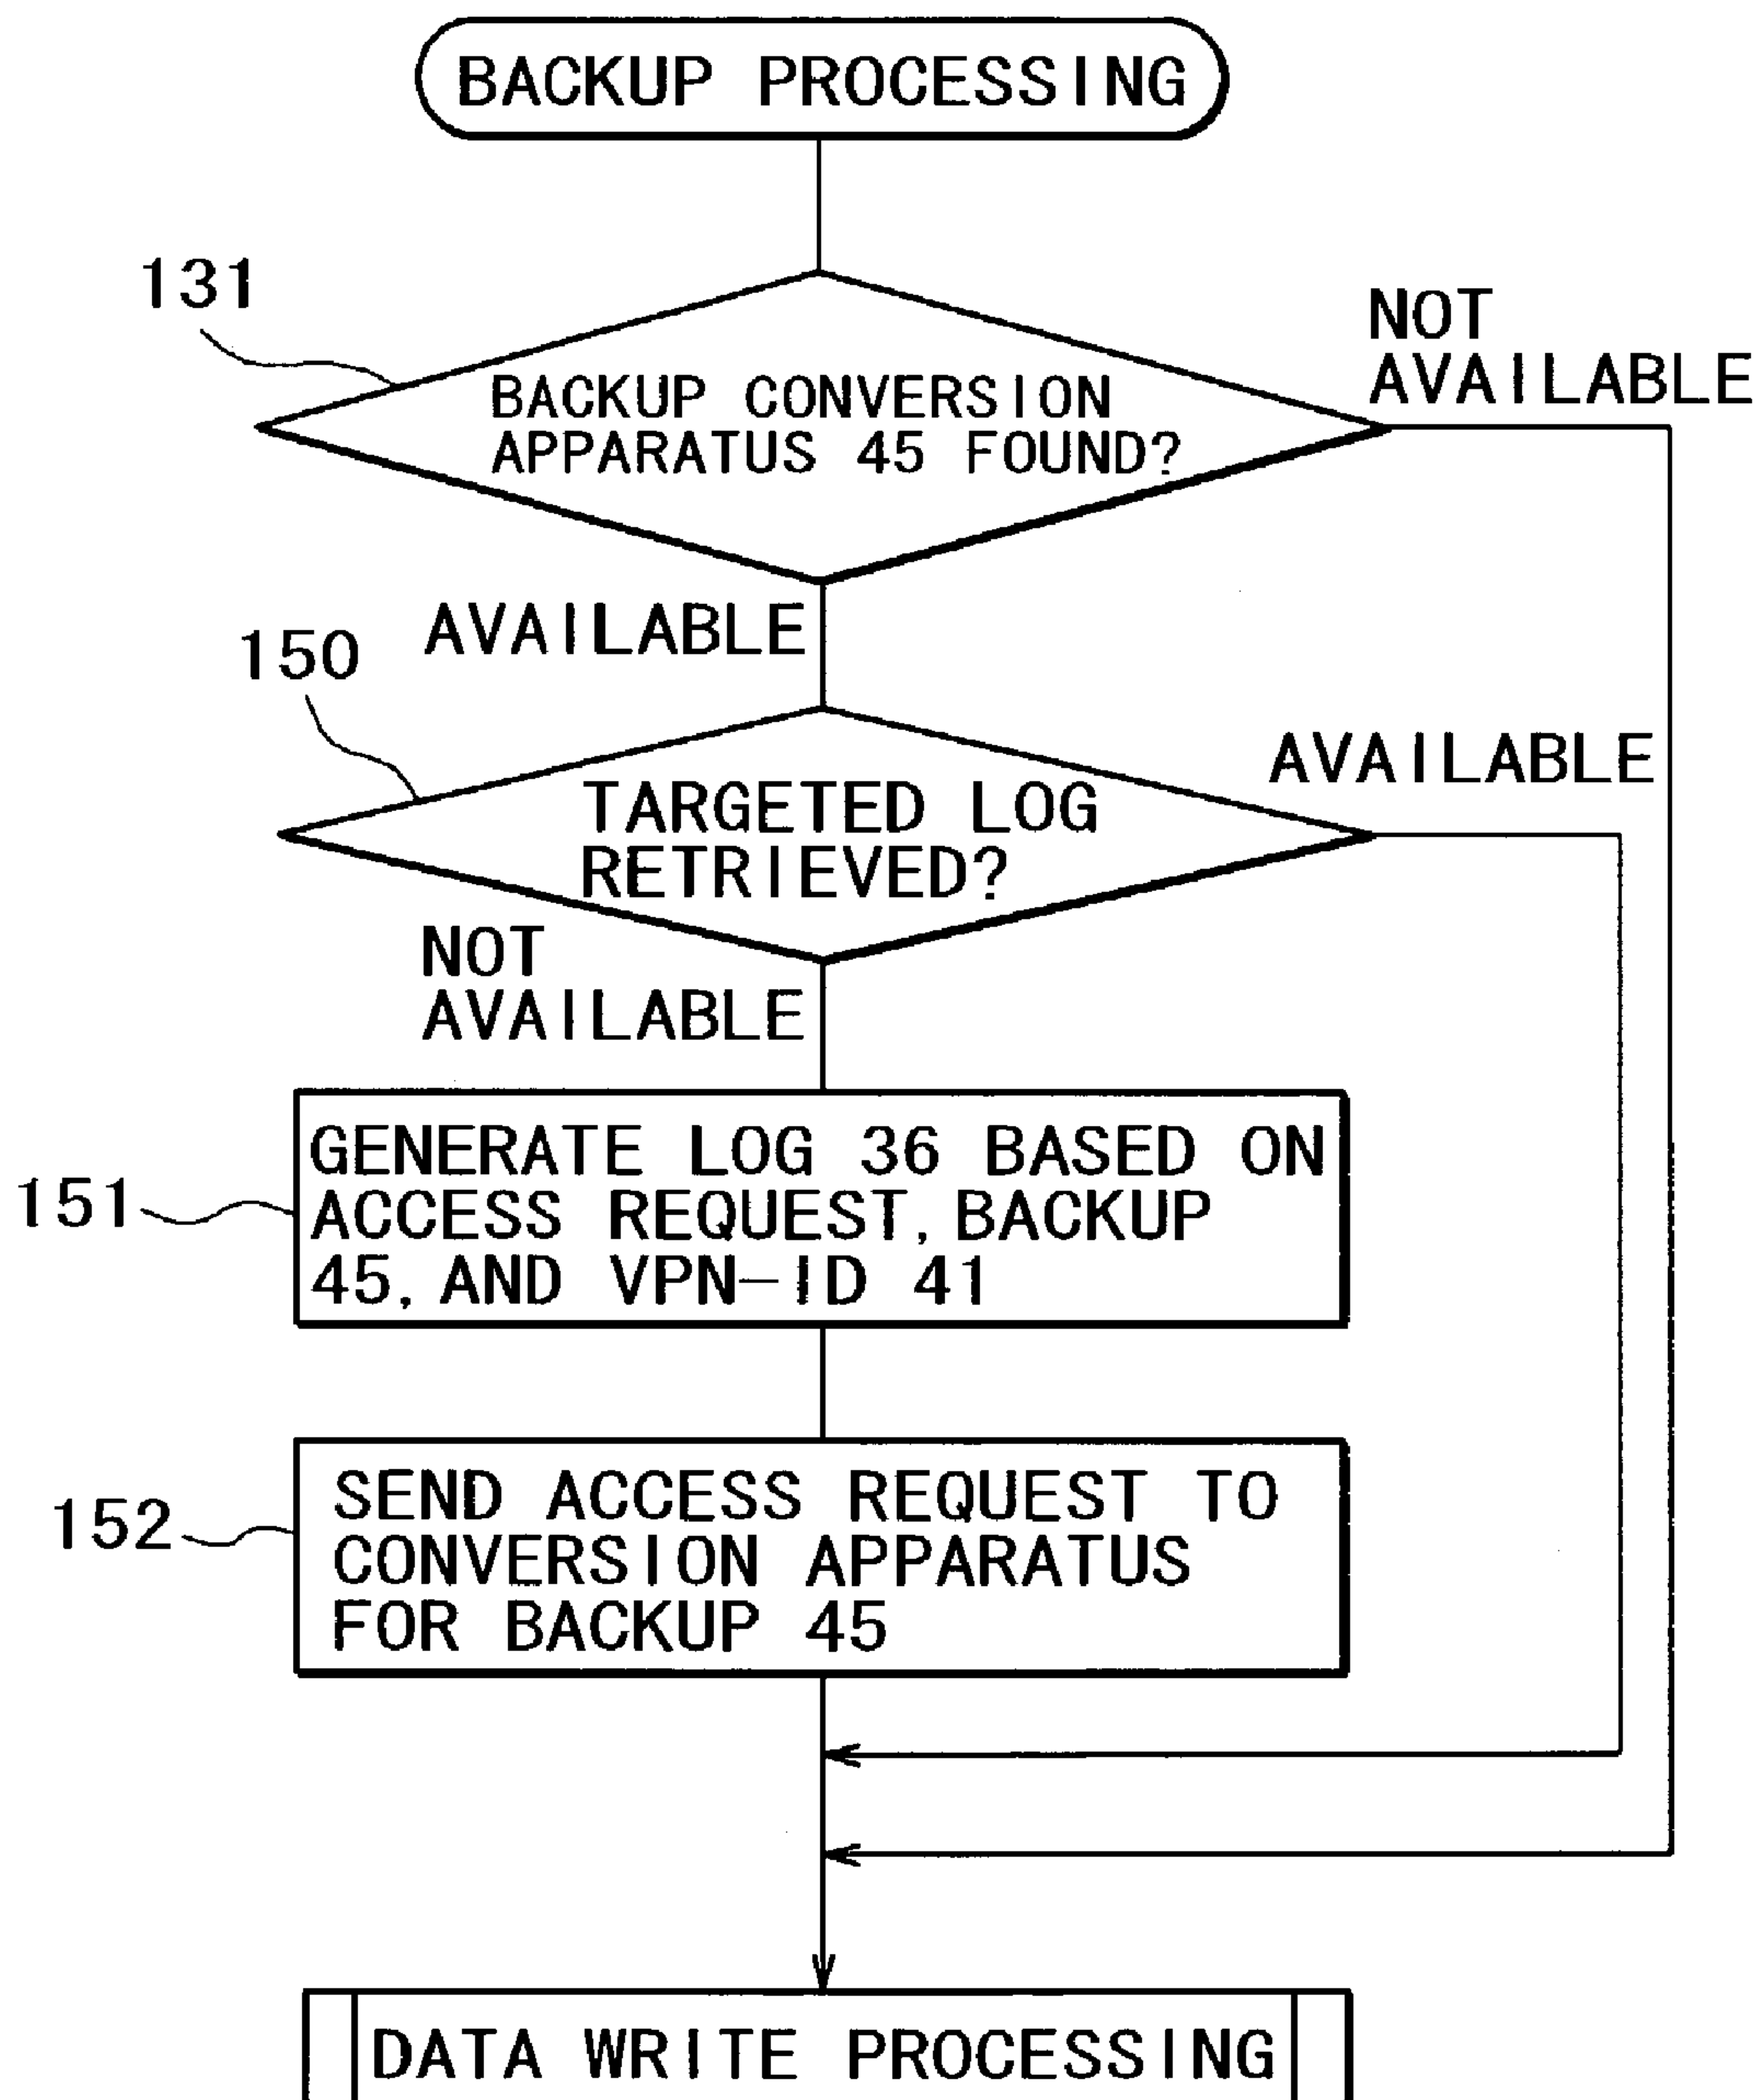 BACKUP PROCESSING
131
NOT
AVAILABLE
BACKUP CONVERSION
APPARATUS 45 FOUND?
AVAILABLE
150
AVAILABLE
TARGETED LOG
RETRIEVED?
NOT
AVAILABLE
151
GENERATE LOG 36 BASED ON
ACCESS REQUEST, BACKUP
45, AND VPN-ID 41
152
SEND ACCESS REQUEST TO
CONVERSION APPARATUS
FOR BACKUP 45
DATA WRITE PROCESSING